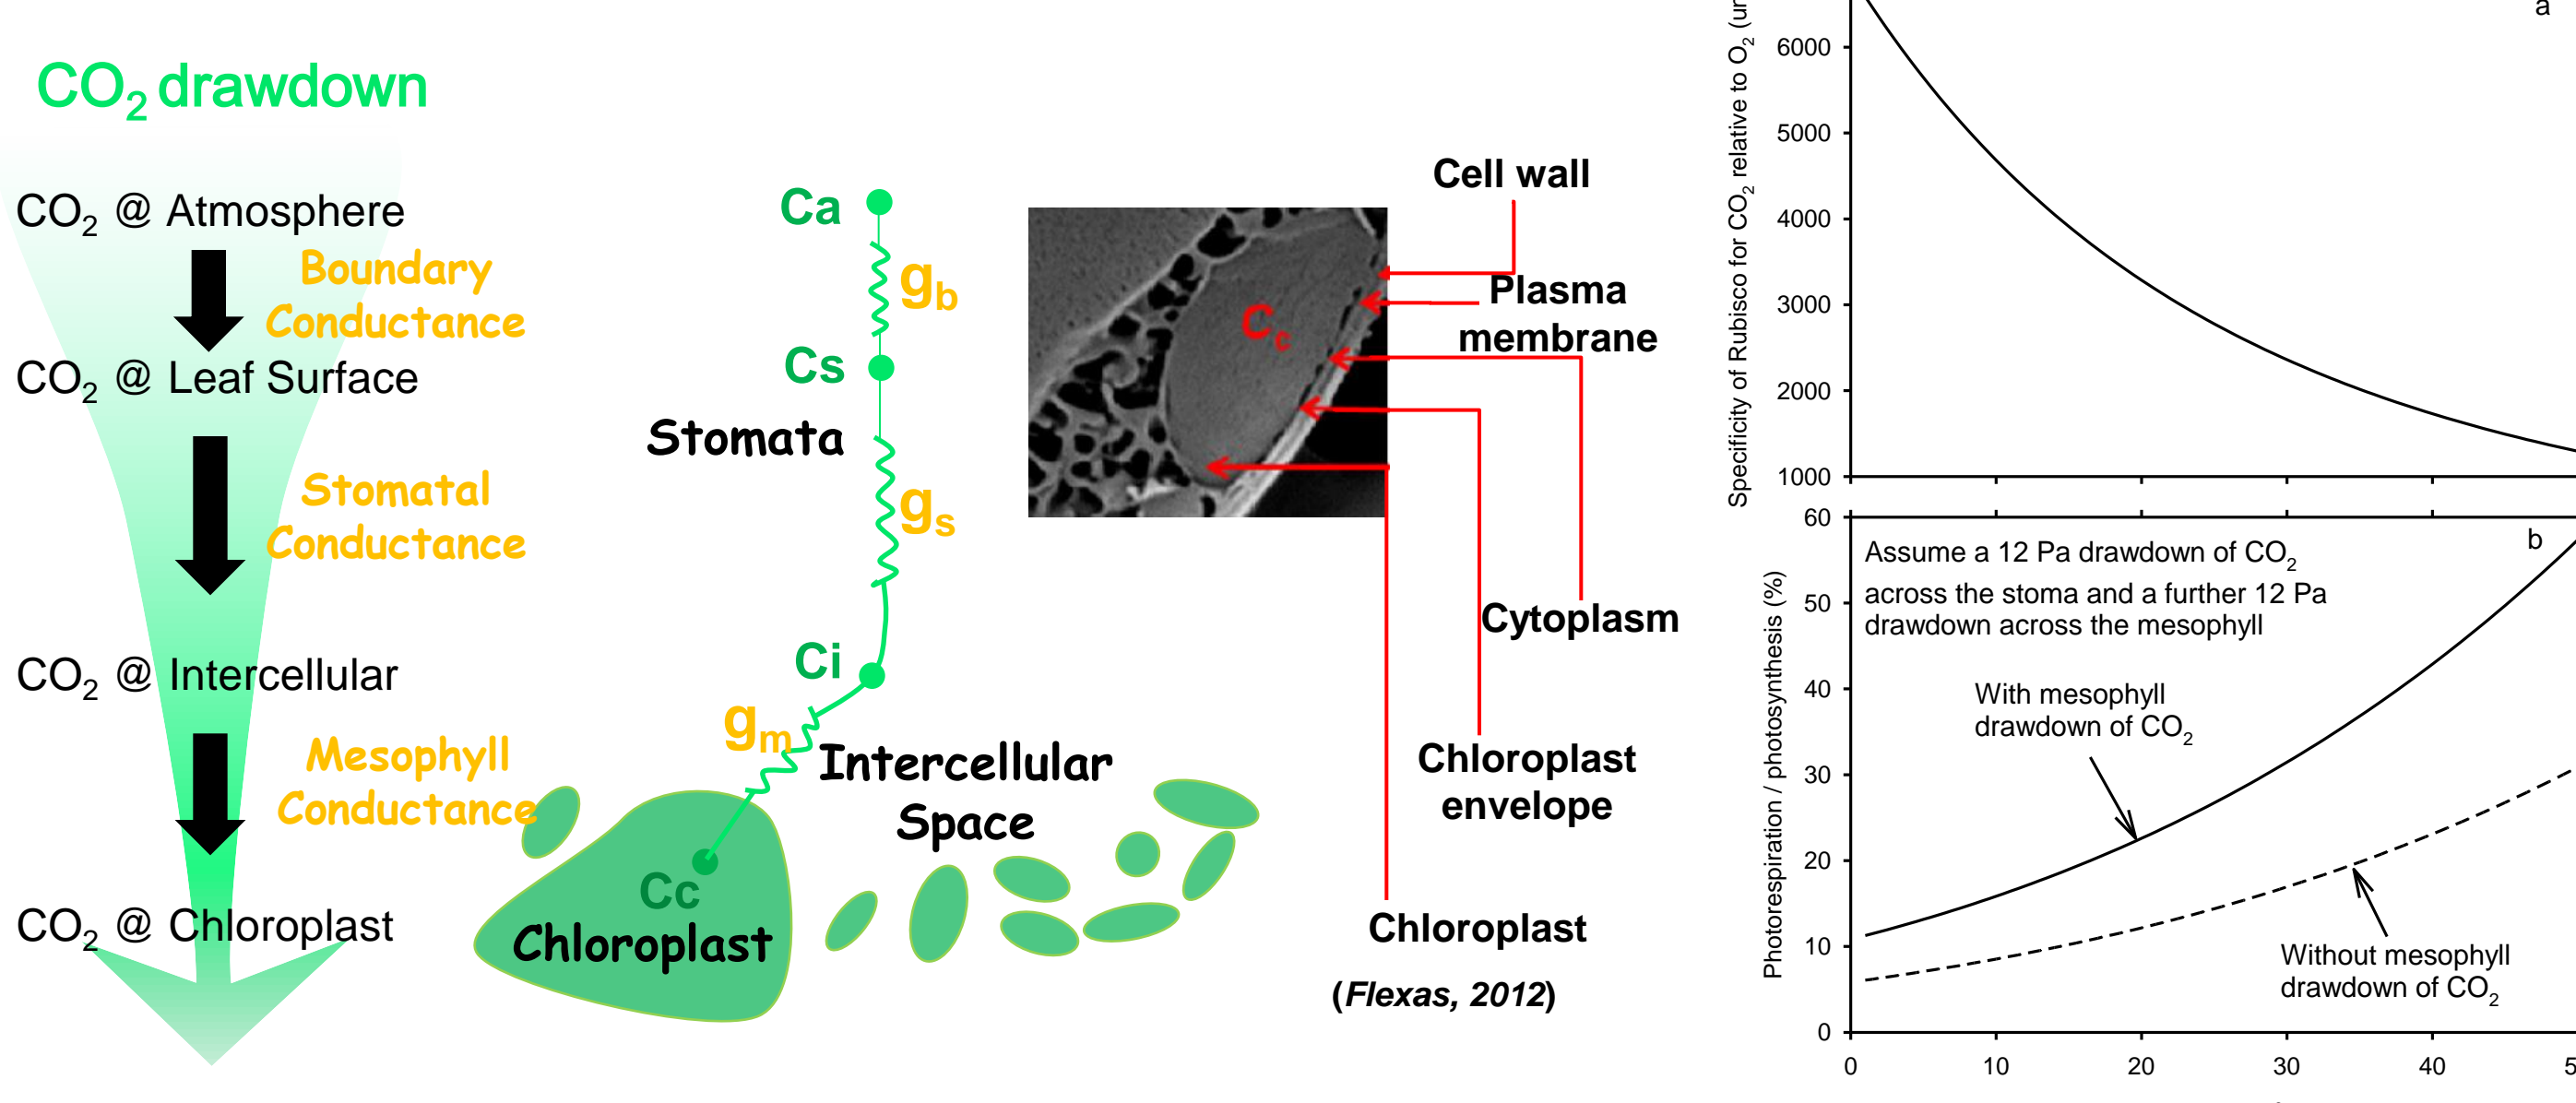 CO₂ drawdown
CO₂ @ Atmosphere
Boundary
Conductance
CO₂ @ Leaf Surface
Stomatal
Conductance
CO₂ @ Intercellular
Mesophyll
Conductance
CO₂ @ Chloroplast
Ca
gb
Cs
Stomata
gs
Ci
gm
Intercellular
Space
Cc
Chloroplast
Cc
Cell wall
Plasma
membrane
Cytoplasm
Chloroplast
envelope
Chloroplast
(Flexas, 2012)
Specificity of Rubisco for CO₂ relative to O₂
a
6000
5000
4000
3000
2000
1000
Photorespiration / photosynthesis (%)
60
50
40
30
20
10
0
b
Assume a 12 Pa drawdown of CO₂
across the stoma and a further 12 Pa
drawdown across the mesophyll
With mesophyll
drawdown of CO₂
Without mesophyll
drawdown of CO₂
0 10 20 30 40